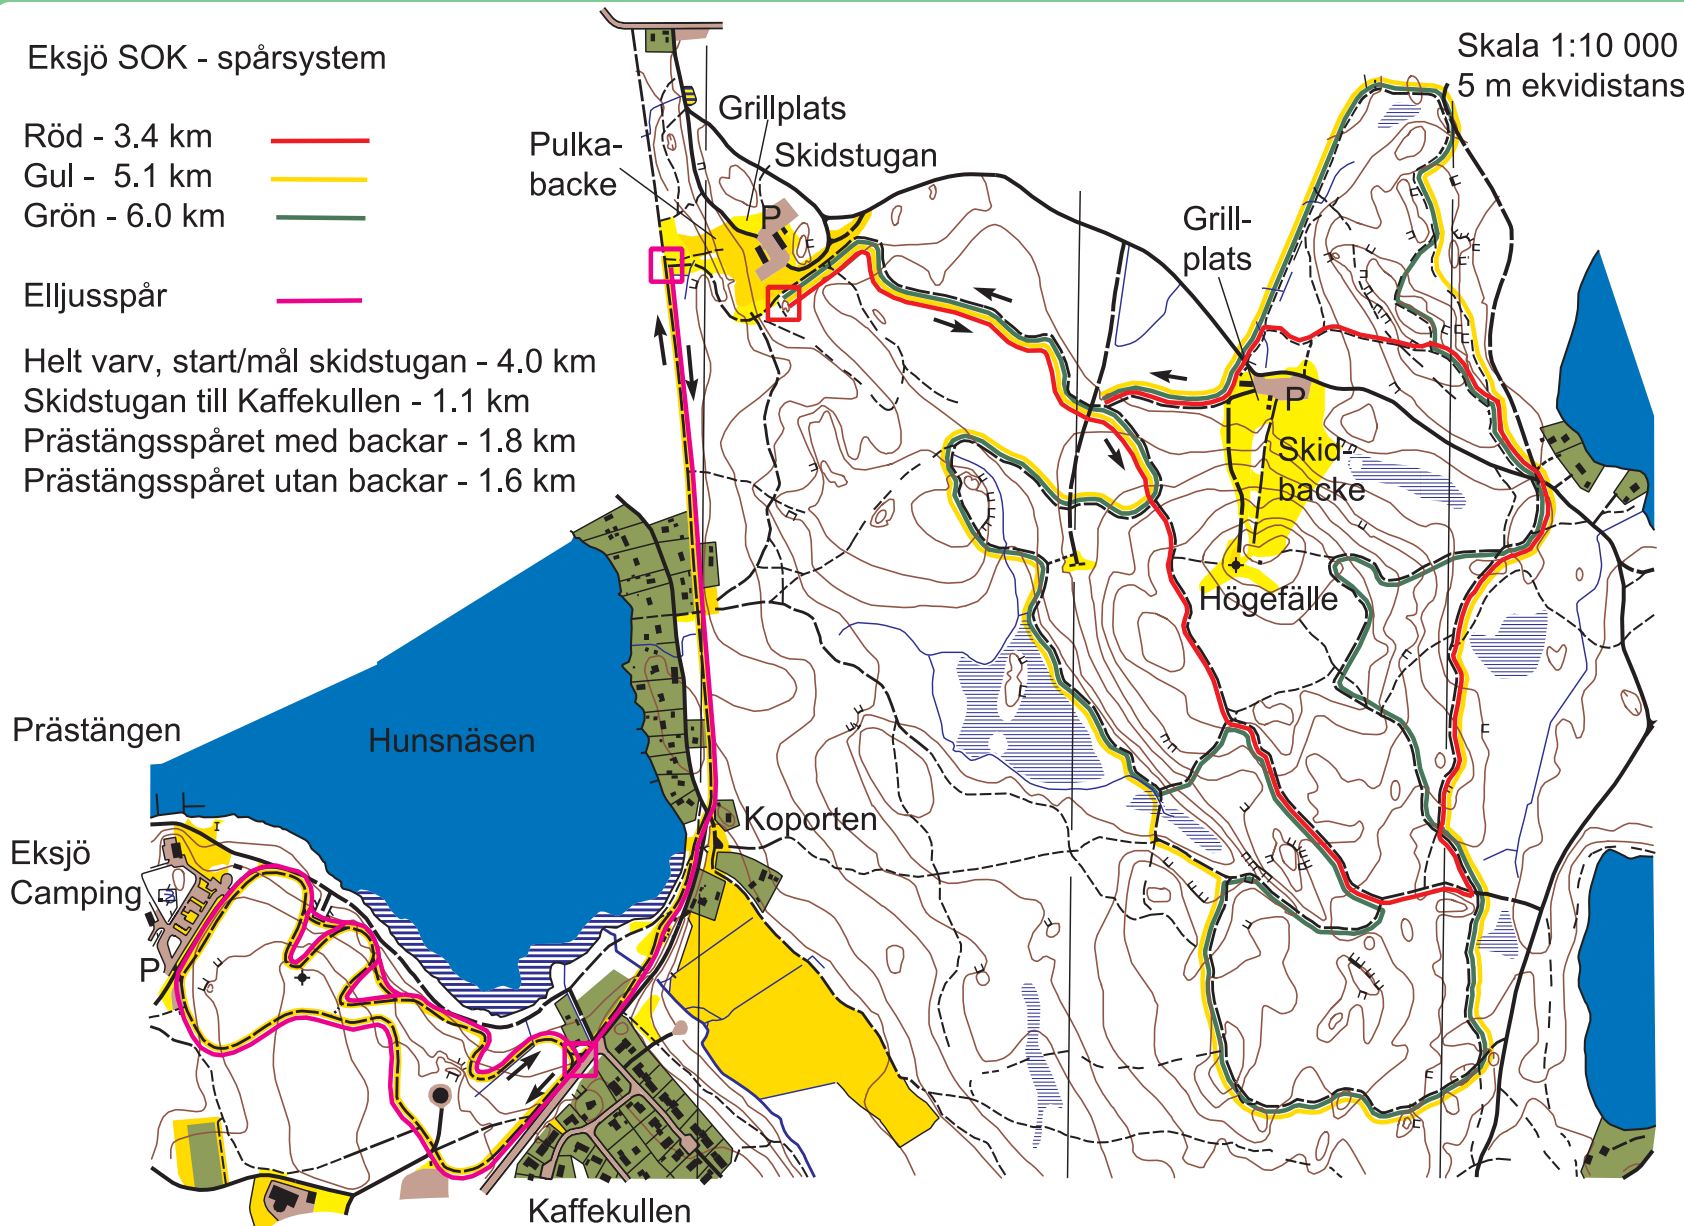 Eksjö SOK - spårsystem
Röd - 3.4 km
Gul - 5.1 km
Grön - 6.0 km
Elljusspår
Helt varv, start/mål skidstugan - 4.0 km
Skidstugan till Kaffekullen - 1.1 km
Prästängsspåret med backar - 1.8 km
Prästängsspåret utan backar - 1.6 km
Skala 1:10 000
5 m ekvidistans
Grillplats
Pulka-
backe
Skidstugan
P
Grill-
plats
P
Skid-
backe
Högefälle
Prästängen
Hunsnäsen
Koporten
Eksjö
Camping
P
Kaffekullen